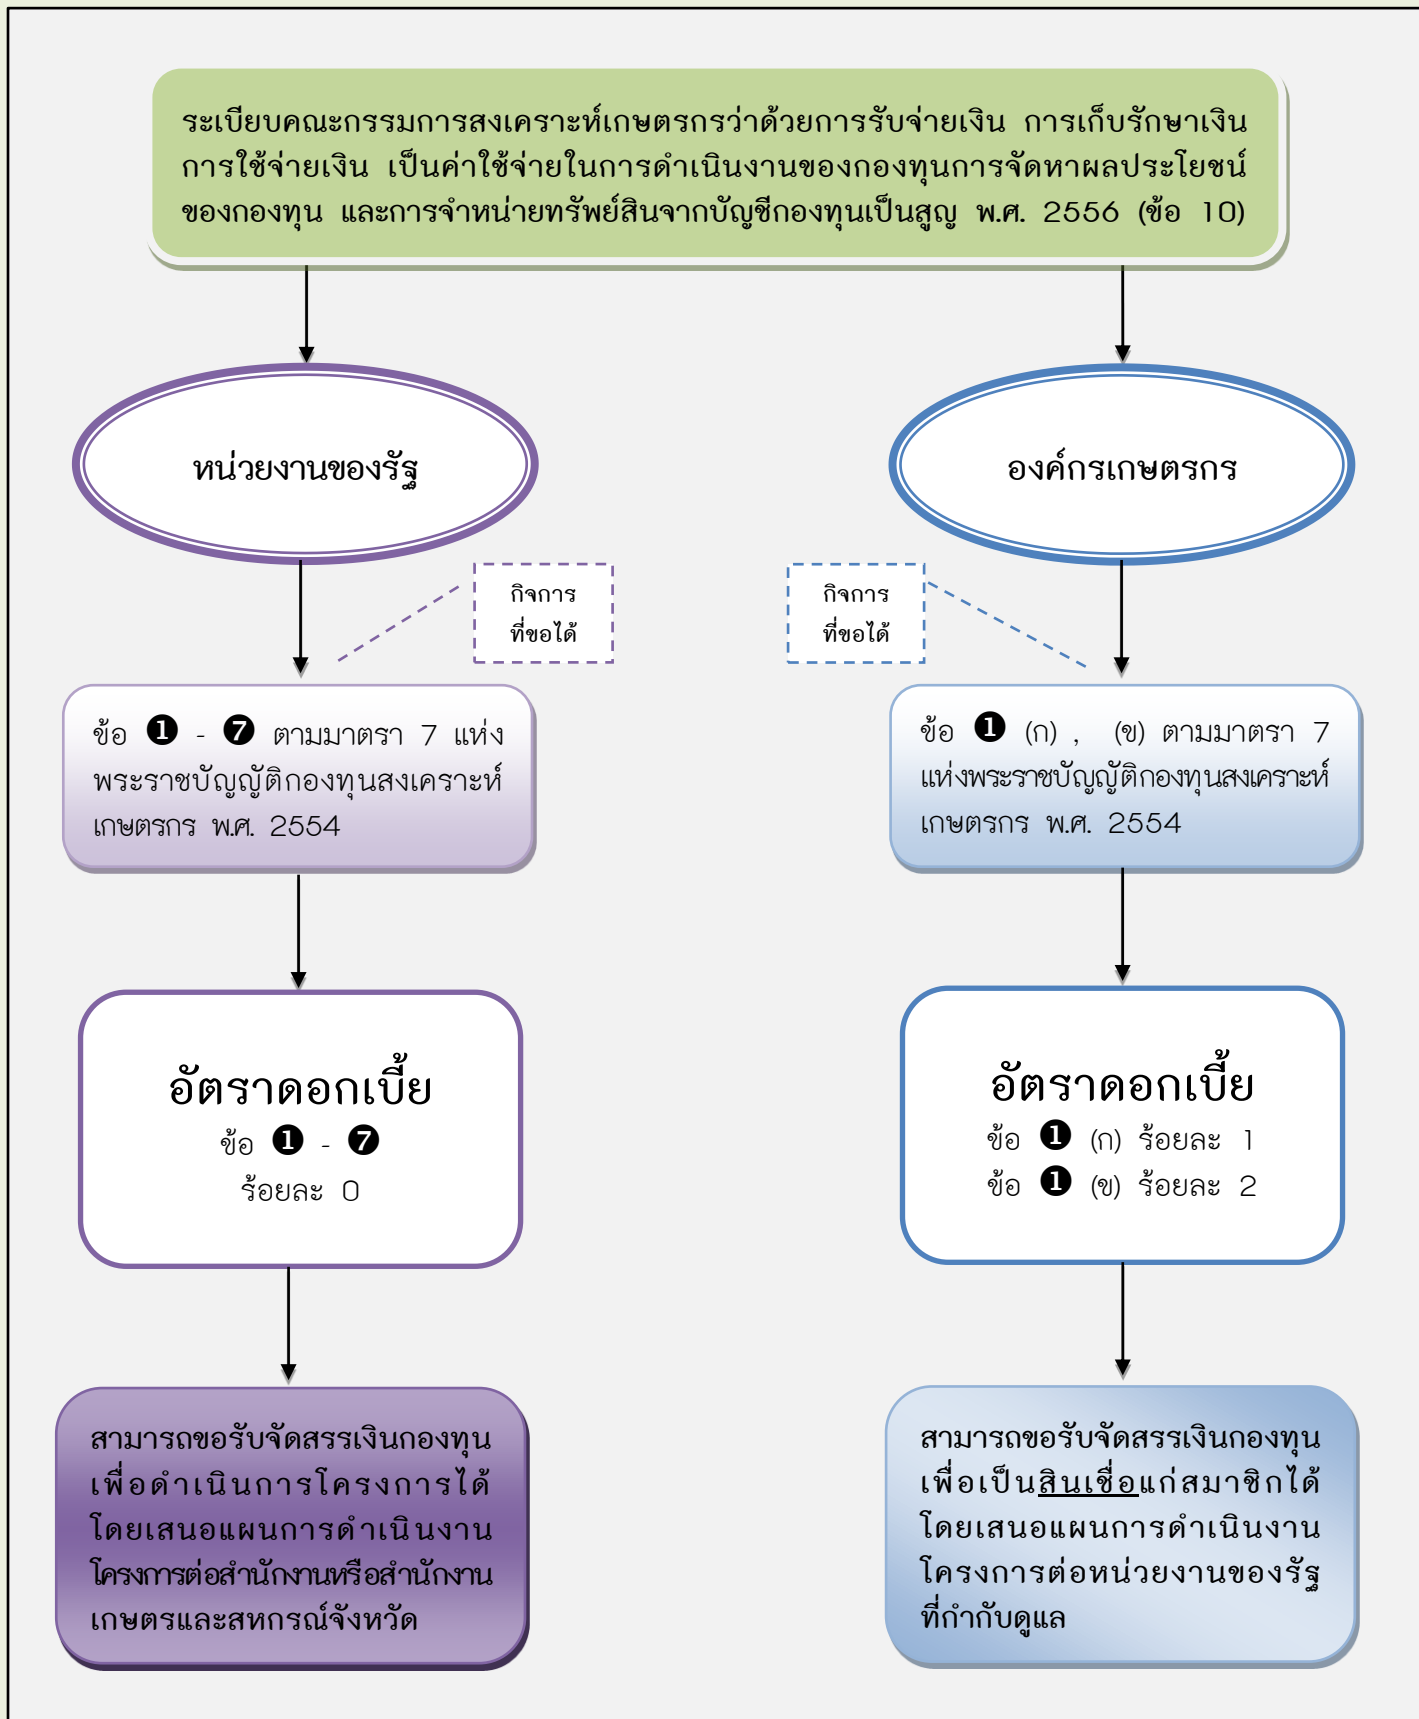 ระเบียบคณะกรรมการสงเคราะห์เกษตรกรว่าด้วยการรับจ่ายเงิน การเก็บรักษาเงิน
การใช้จ่ายเงิน เป็นค่าใช้จ่ายในการดำเนินงานของกองทุนการจัดหาผลประโยชน์
ของกองทุน และการจำหน่ายทรัพย์สินจากบัญชีกองทุนเป็นสูญ พ.ศ. 2556 (ข้อ 10)
หน่วยงานของรัฐ
กิจการ
ที่ขอได้
ข้อ ❶ - ❼ ตามมาตรา 7 แห่ง
พระราชบัญญัติกองทุนสงเคราะห์
เกษตรกร พ.ศ. 2554
อัตราดอกเบี้ย
ข้อ ❶ - ❼
ร้อยละ 0
สามารถขอรับจัดสรรเงินกองทุน
เพื่อดำเนินการโครงการได้
โดยเสนอแผนการดำเนินงาน
โครงการต่อสำนักงานหรือสำนักงาน
เกษตรและสหกรณ์จังหวัด
องค์กรเกษตรกร
กิจการ
ที่ขอได้
ข้อ ❶ (ก) , (ข) ตามมาตรา 7
แห่งพระราชบัญญัติกองทุนสงเคราะห์
เกษตรกร พ.ศ. 2554
อัตราดอกเบี้ย
ข้อ ❶ (ก) ร้อยละ 1
ข้อ ❶ (ข) ร้อยละ 2
สามารถขอรับจัดสรรเงินกองทุน
เพื่อเป็นสินเชื่อแก่สมาชิกได้
โดยเสนอแผนการดำเนินงาน
โครงการต่อหน่วยงานของรัฐ
ที่กำกับดูแล